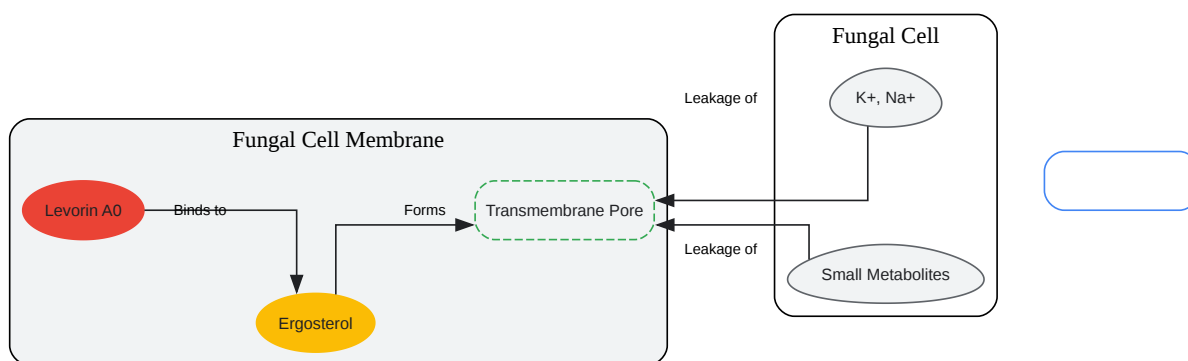 Fungal Cell
K+, Na+
Leakage of
Fungal Cell Membrane
Levorin A0
Binds to
Forms
Transmembrane Pore
Leakage of
Small Metabolites
Ergosterol